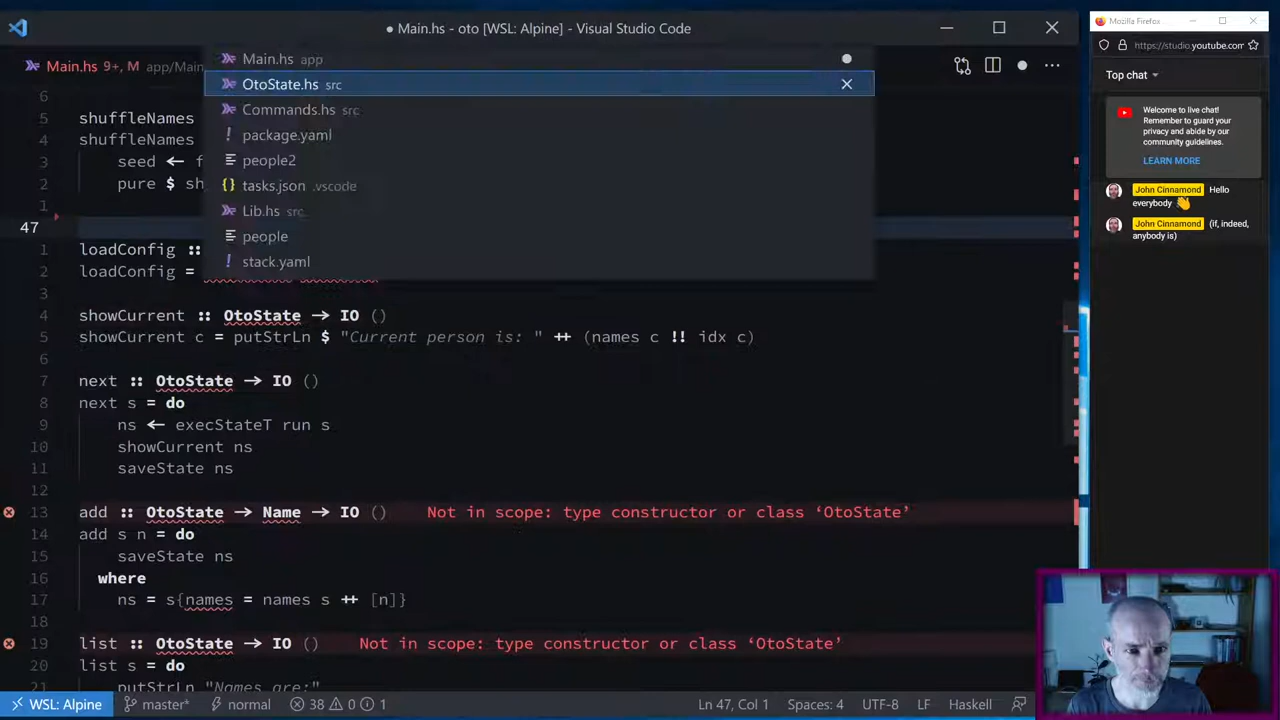 ● Main.hs - oto [WSL: Alpine] - Visual Studio Code
Mozilla Firefox
https://studio.youtube.com
Main.hs 9+, M app/Main
Main.hs app
OtoState.hs src
Commands.hs src
package.yaml
people2
tasks.json .vscode
Lib.hs src
people
stack.yaml
6
5 shuffleNames
4 shuffleNames
3 seed ←
2 pure $ sh
1
47
1 loadConfig ::
2 loadConfig =
3
4 showCurrent :: OtoState → IO ()
5 showCurrent c = putStrLn $ "Current person is: " ++ (names c !! idx c)
6
7 next :: OtoState → IO ()
8 next s = do
9 ns ← execStateT run s
10 showCurrent ns
11 saveState ns
12
13 add :: OtoState → Name → IO () Not in scope: type constructor or class ‘OtoState’
14 add s n = do
15 saveState ns
16 where
17 ns = s{names = names s ++ [n]}
18
19 list :: OtoState → IO () Not in scope: type constructor or class ‘OtoState’
20 list s = do
21 putStrLn "Names are:"
WSL: Alpine master* normal 38 0 1 Ln 47, Col 1 Spaces: 4 UTF-8 LF Haskell
Top chat
Welcome to live chat!
Remember to guard your
privacy and abide by our
community guidelines.
LEARN MORE
John Cinnamond Hello
everybody 👋
John Cinnamond (if, indeed,
anybody is)